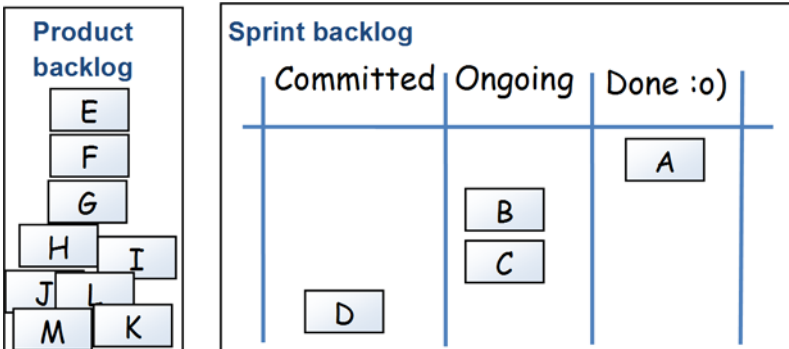 Product
backlog
E
F
G
H
I
J
L
M
K
Sprint backlog
Committed Ongoing Done :o)
A
B
C
D